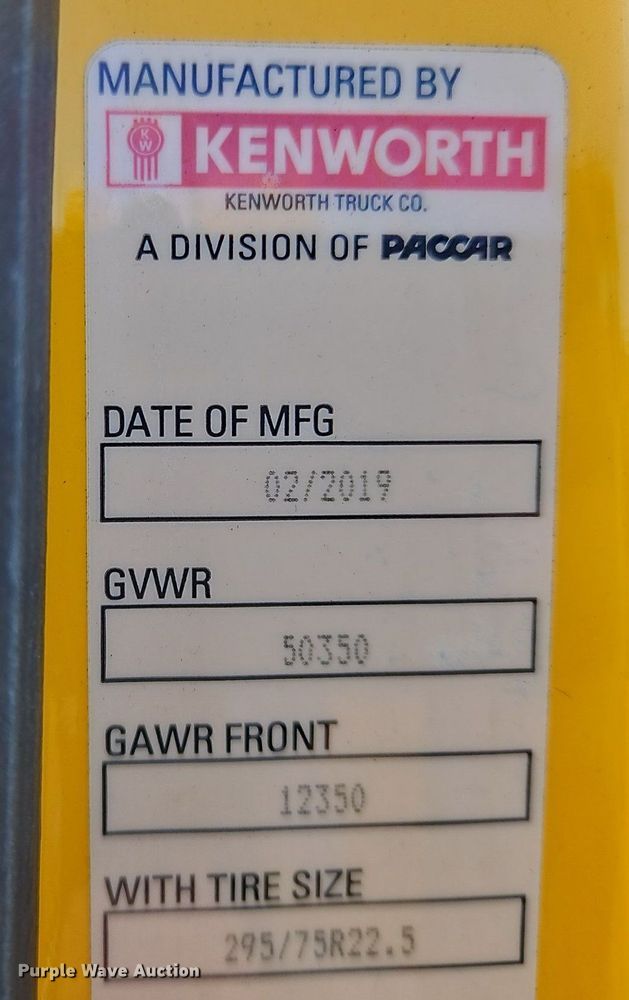 MANUFACTURED BY
KW KENWORTH
KENWORTH TRUCK CO.
A DIVISION OF PACCAR
DATE OF MFG
02/2019
GVWR
50350
GAWR FRONT
12350
WITH TIRE SIZE
295/75R22.5
Purple Wave Auction